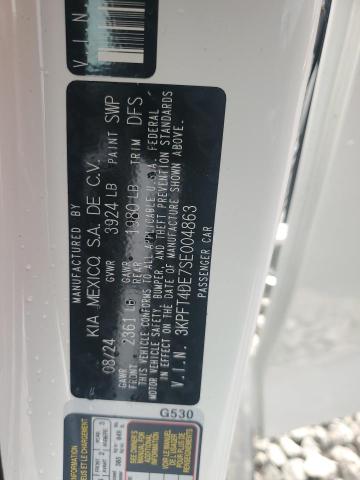 V.I.N.
MANUFACTURED BY
KIA MEXICO, S.A. DE C.V.
08/24 GVWR 3924 LB PAINT SWP
GAWR FRONT 2361 LB GAWR REAR 1980 LB TRIM DFS
THIS VEHICLE CONFORMS TO ALL APPLICABLE U.S.A. FEDERAL
MOTOR VEHICLE SAFETY, BUMPER, AND THEFT PREVENTION STANDARDS
IN EFFECT ON THE DATE OF MANUFACTURE SHOWN ABOVE.
V.I.N. 3KPFT4DE7SE004863
PASSENGER CAR
G530